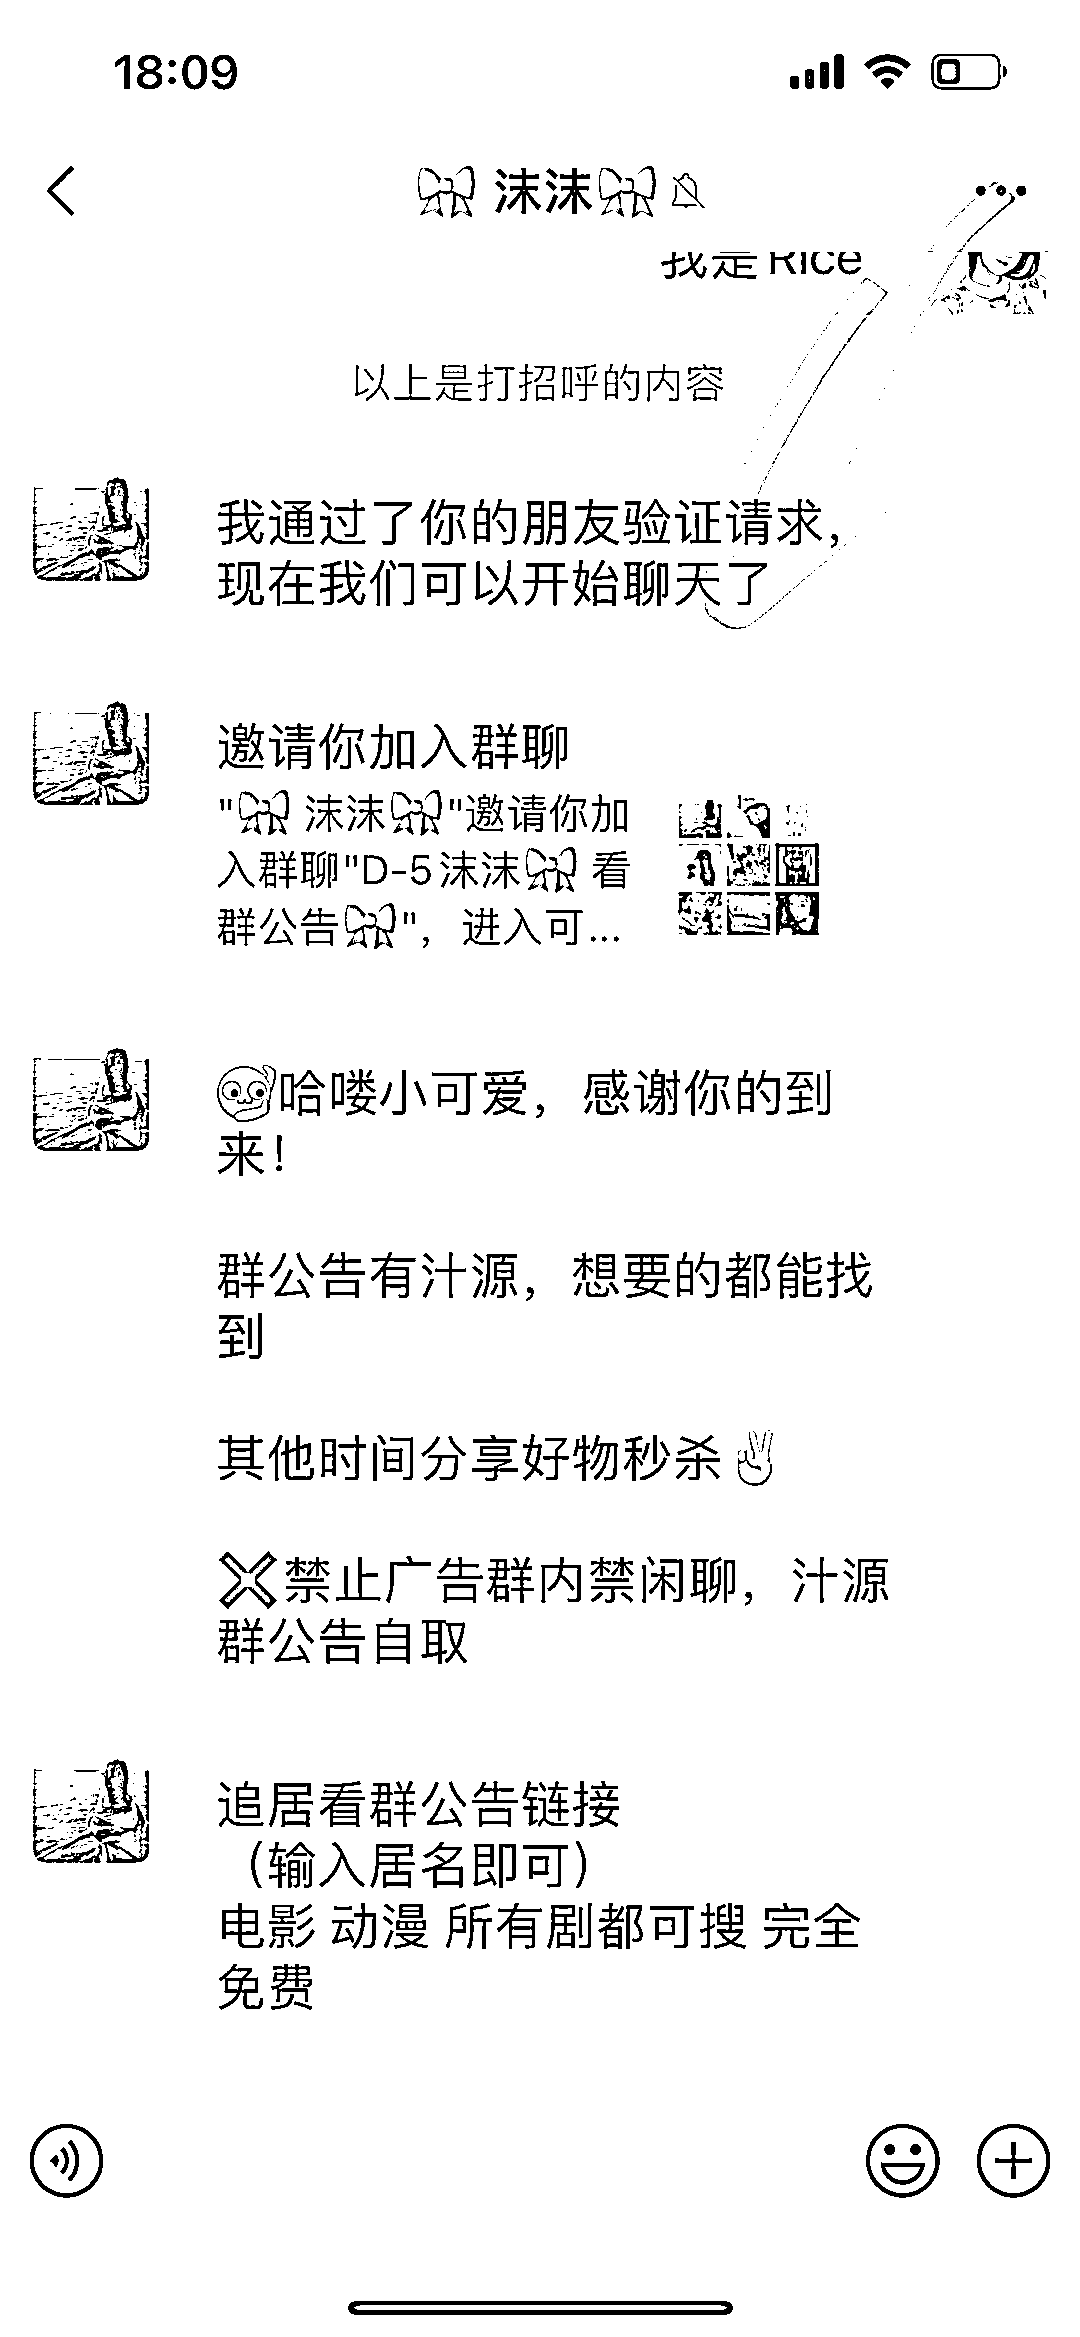 18:09
🎀 沫沫🎀
我是Rice
以上是打招呼的内容
我通过了你的朋友验证请求，
现在我们可以开始聊天了
邀请你加入群聊
"🎀 沫沫🎀"邀请你加
入群聊"D-5沫沫🎀 看
群公告🎀"，进入可...
哈喽小可爱，感谢你的到
来！
群公告有汁源，想要的都能找
到
其他时间分享好物秒杀✌
❌禁止广告群内禁闲聊，汁源
群公告自取
追居看群公告链接
（输入居名即可）
电影 动漫 所有剧都可搜 完全
免费